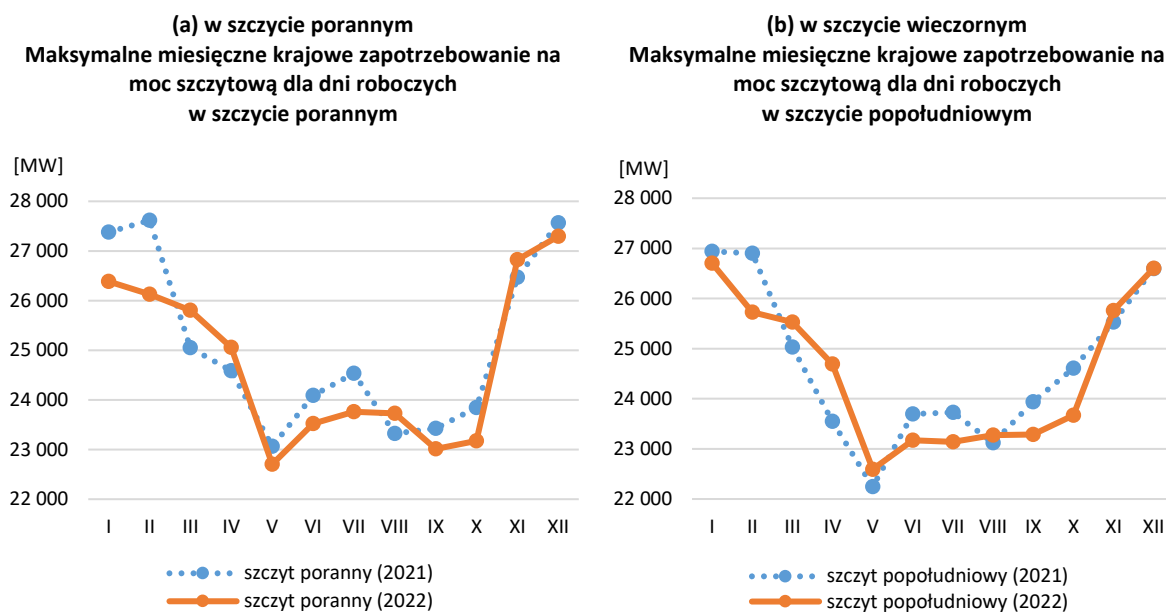 (a) w szczycie porannym
Maksymalne miesięczne krajowe zapotrzebowanie na
moc szczytową dla dni roboczych
w szczycie porannym
[MW]
28 000
27 000
26 000
25 000
24 000
23 000
22 000
I II III IV V VI VII VIII IX X XI XII
szczyt poranny (2021)
szczyt poranny (2022)
(b) w szczycie wieczornym
Maksymalne miesięczne krajowe zapotrzebowanie na
moc szczytową dla dni roboczych
w szczycie popołudniowym
[MW]
28 000
27 000
26 000
25 000
24 000
23 000
22 000
I II III IV V VI VII VIII IX X XI XII
szczyt popołudniowy (2021)
szczyt popołudniowy (2022)